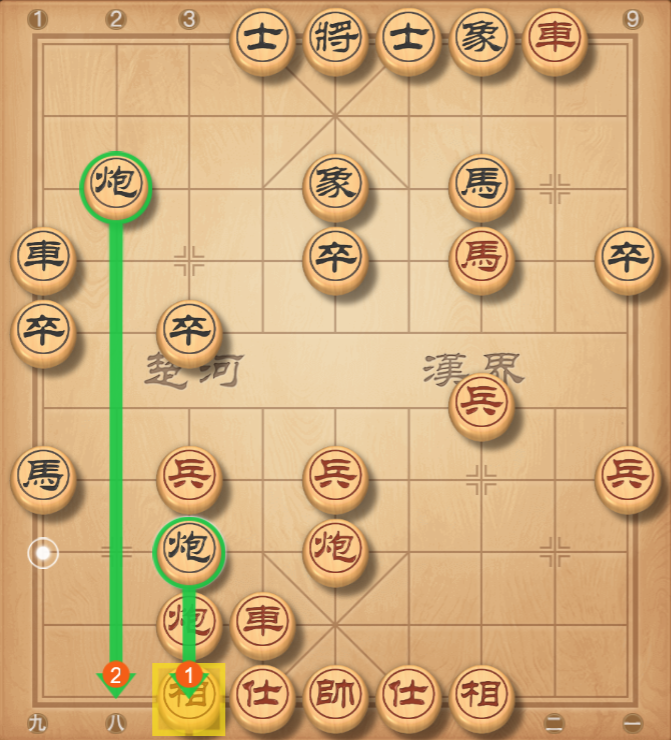 1 2 3 9
士 將 士 象 車
炮 象 馬
車 卒 馬 卒
卒 卒
楚河 漢界
兵
馬 兵 兵 兵
炮 炮
炮 車
2 1
相 仕 帥 仕 相
九 八 二 一